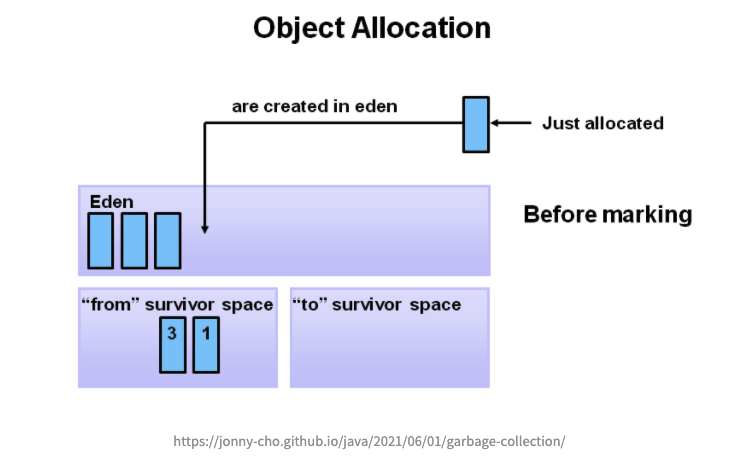 Object Allocation
are created in eden
Just allocated
Eden
Before marking
“from” survivor space
“to” survivor space
3
1
https://jonny-cho.github.io/java/2021/06/01/garbage-collection/